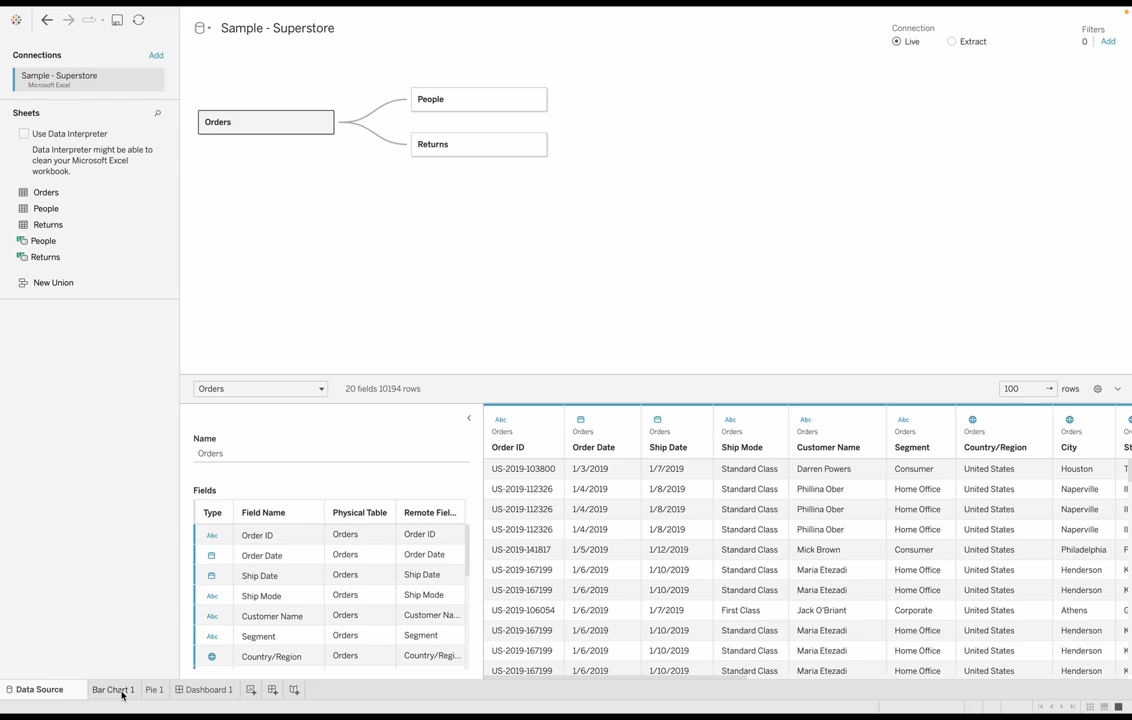 Sample - Superstore
Connection
Live
Extract
Filters
0
Add
Connections
Add
Sample - Superstore
Microsoft Excel
Sheets
Use Data Interpreter
Data Interpreter might be able to
clean your Microsoft Excel
workbook.
Orders
People
Returns
People
Returns
New Union
Orders
People
Returns
Orders
20 fields 10194 rows
100
rows
Name
Orders
Fields
Type Field Name Physical Table Remote Fiel...
Abc Order ID Orders Order ID
Order Date Orders Order Date
Ship Date Orders Ship Date
Abc Ship Mode Orders Ship Mode
Abc Customer Name Orders Customer Na...
Abc Segment Orders Segment
Country/Region Orders Country/Regi...
Abc Abc Abc Abc
Orders Orders Orders Orders Orders Orders Orders Orders Or
Order ID Order Date Ship Date Ship Mode Customer Name Segment Country/Region City St
US-2019-103800 1/3/2019 1/7/2019 Standard Class Darren Powers Consumer United States Houston T
US-2019-112326 1/4/2019 1/8/2019 Standard Class Phillina Ober Home Office United States Naperville Il
US-2019-112326 1/4/2019 1/8/2019 Standard Class Phillina Ober Home Office United States Naperville Il
US-2019-112326 1/4/2019 1/8/2019 Standard Class Phillina Ober Home Office United States Naperville Il
US-2019-141817 1/5/2019 1/12/2019 Standard Class Mick Brown Consumer United States Philadelphia P
US-2019-167199 1/6/2019 1/10/2019 Standard Class Maria Etezadi Home Office United States Henderson K
US-2019-167199 1/6/2019 1/10/2019 Standard Class Maria Etezadi Home Office United States Henderson K
US-2019-106054 1/6/2019 1/7/2019 First Class Jack O'Briant Corporate United States Athens G
US-2019-167199 1/6/2019 1/10/2019 Standard Class Maria Etezadi Home Office United States Henderson K
US-2019-167199 1/6/2019 1/10/2019 Standard Class Maria Etezadi Home Office United States Henderson K
US-2019-167199 1/6/2019 1/10/2019 Standard Class Maria Etezadi Home Office United States Henderson K
Data Source Bar Chart 1 Pie 1 Dashboard 1